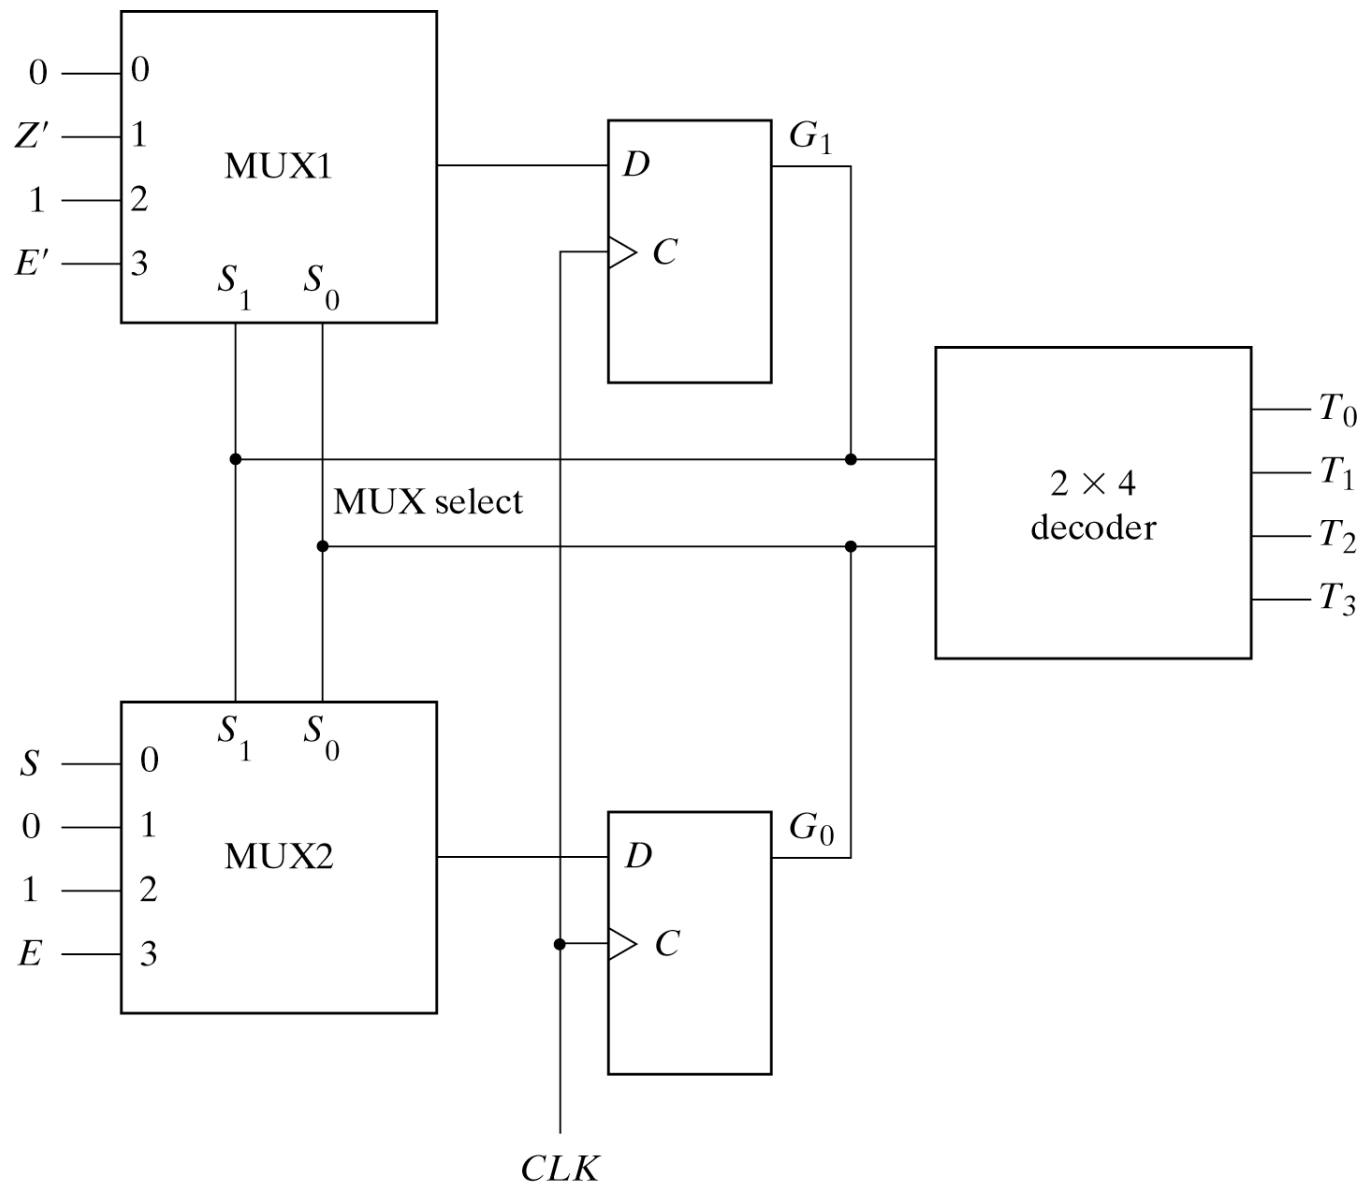 0 0
Z′ 1
1 2
E′ 3
MUX1
S₁ S₀
D
C
G₁
MUX select
2 × 4
decoder
T₀
T₁
T₂
T₃
S₁ S₀
S 0
0 1
1 2
E 3
MUX2
D
C
G₀
CLK